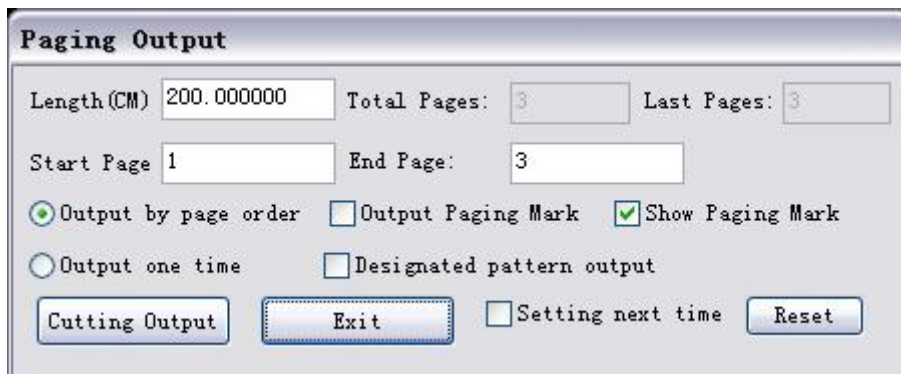 Paging Output
Length(CM) 200.000000 Total Pages: 3 Last Pages: 3
Start Page 1 End Page: 3
Output by page order Output Paging Mark Show Paging Mark
Output one time Designated pattern output
Cutting Output Exit Setting next time Reset